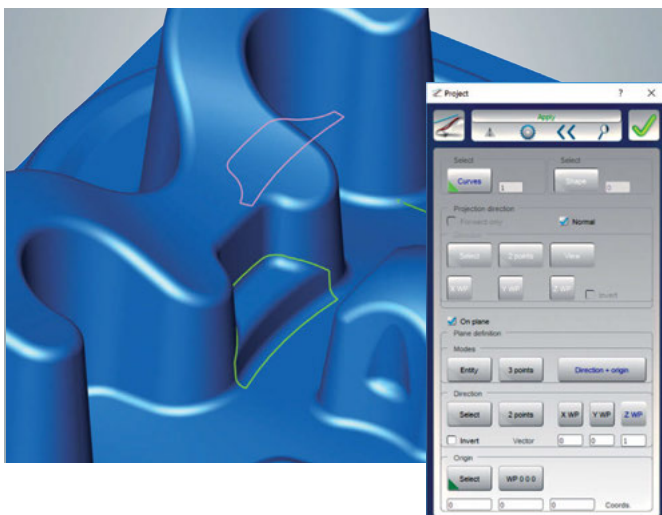 Project ? ×
Apply
Select Select
Curves 1 Shape 0
Projection direction
Forward only Normal
Direction
Select 2 points View
X WP Y WP Z WP Invert
On plane
Plane definition
Modes
Entity 3 points Direction + origin
Direction
Select 2 points X WP Y WP Z WP
Invert Vector 0 0 1
Origin
Select WP 0 0 0
0 0 0 Coords.